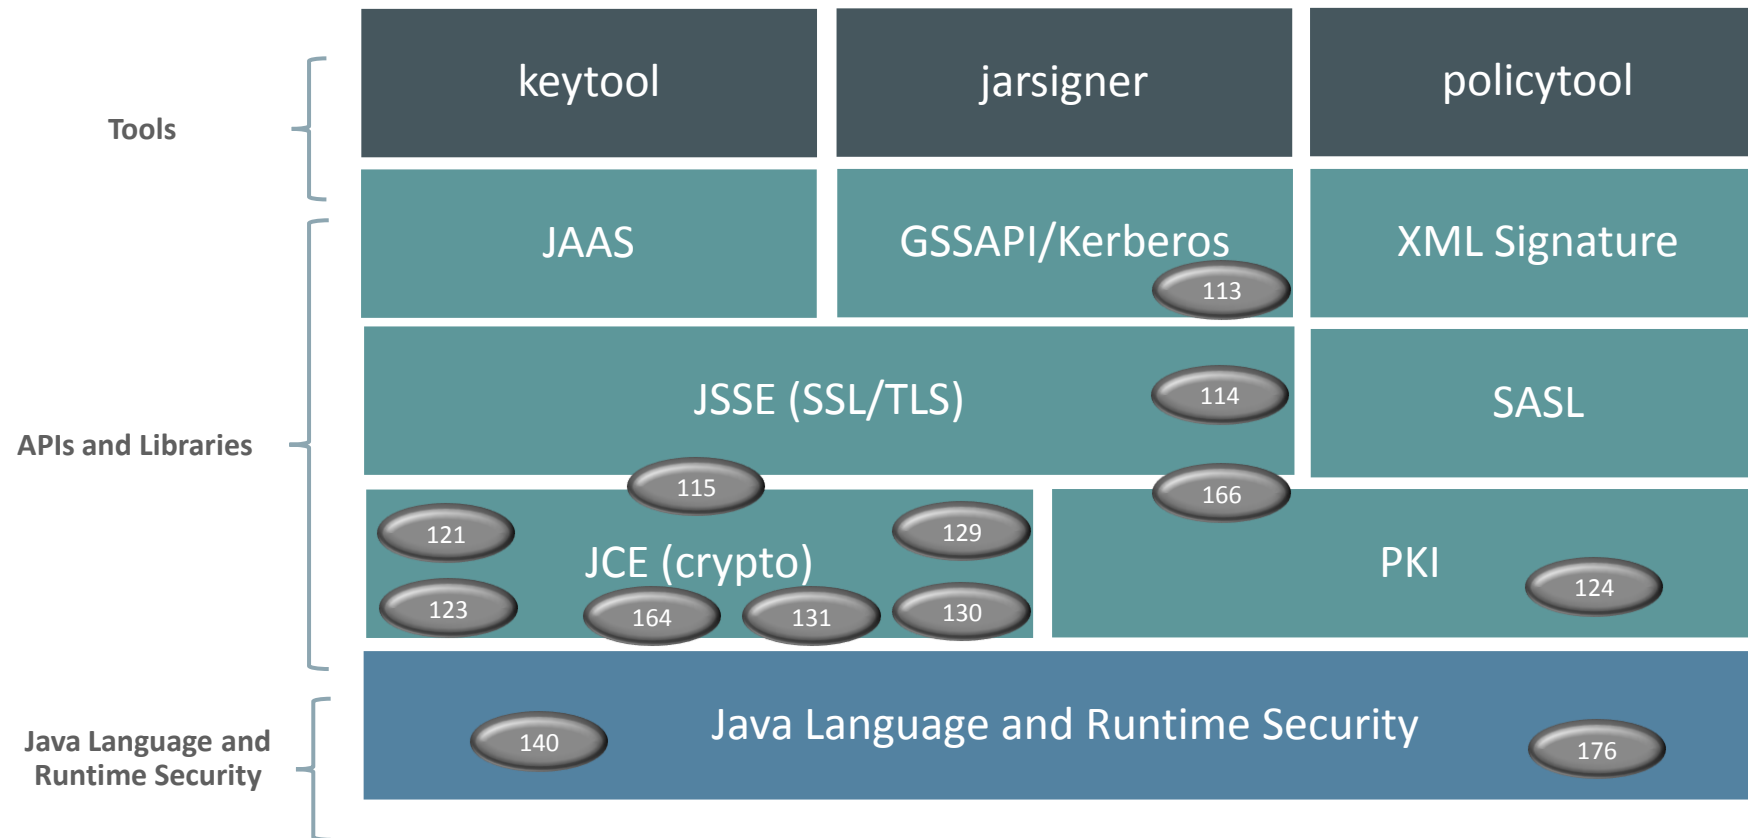 keytool
jarsigner
policytool
Tools
JAAS
GSSAPI/Kerberos
XML Signature
113
JSSE (SSL/TLS)
114
SASL
APIs and Libraries
115
166
121
129
JCE (crypto)
PKI
123
164
131
130
124
Java Language and
Runtime Security
140
Java Language and Runtime Security
176